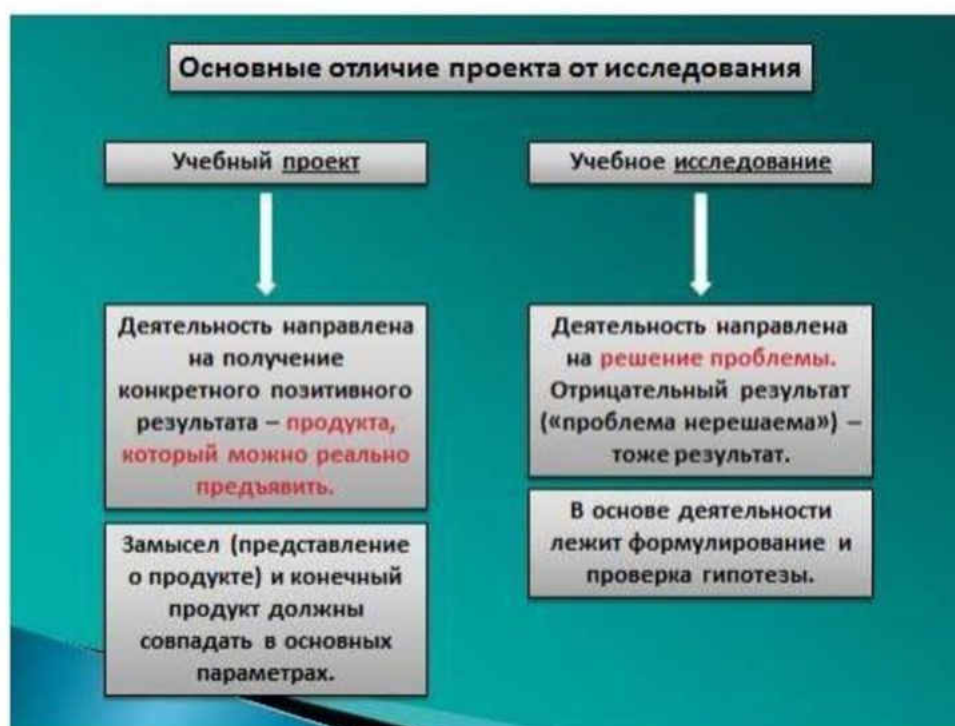 Основные отличие проекта от исследования
Учебный проект
Деятельность направлена
на получение
конкретного позитивного
результата – продукта,
который можно реально
предъявить.
Замысел (представление
о продукте) и конечный
продукт должны
совпадать в основных
параметрах.
Учебное исследование
Деятельность направлена
на решение проблемы.
Отрицательный результат
(«проблема нерешаема») –
тоже результат.
В основе деятельности
лежит формулирование и
проверка гипотезы.